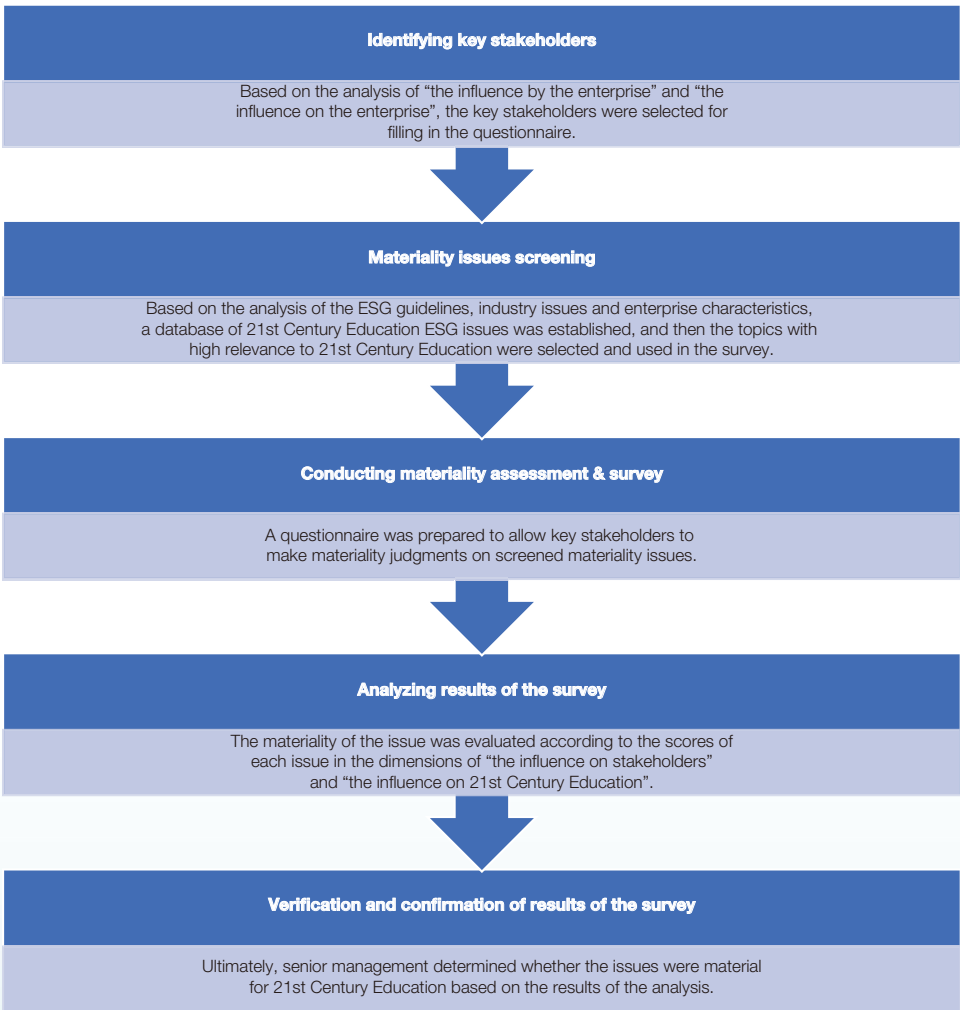 Identifying key stakeholders
Based on the analysis of “the influence by the enterprise” and “the
influence on the enterprise”, the key stakeholders were selected for
filling in the questionnaire.
Materiality issues screening
Based on the analysis of the ESG guidelines, industry issues and enterprise characteristics,
a database of 21st Century Education ESG issues was established, and then the topics with
high relevance to 21st Century Education were selected and used in the survey.
Conducting materiality assessment & survey
A questionnaire was prepared to allow key stakeholders to
make materiality judgments on screened materiality issues.
Analyzing results of the survey
The materiality of the issue was evaluated according to the scores of
each issue in the dimensions of “the influence on stakeholders”
and “the influence on 21st Century Education”.
Verification and confirmation of results of the survey
Ultimately, senior management determined whether the issues were material
for 21st Century Education based on the results of the analysis.